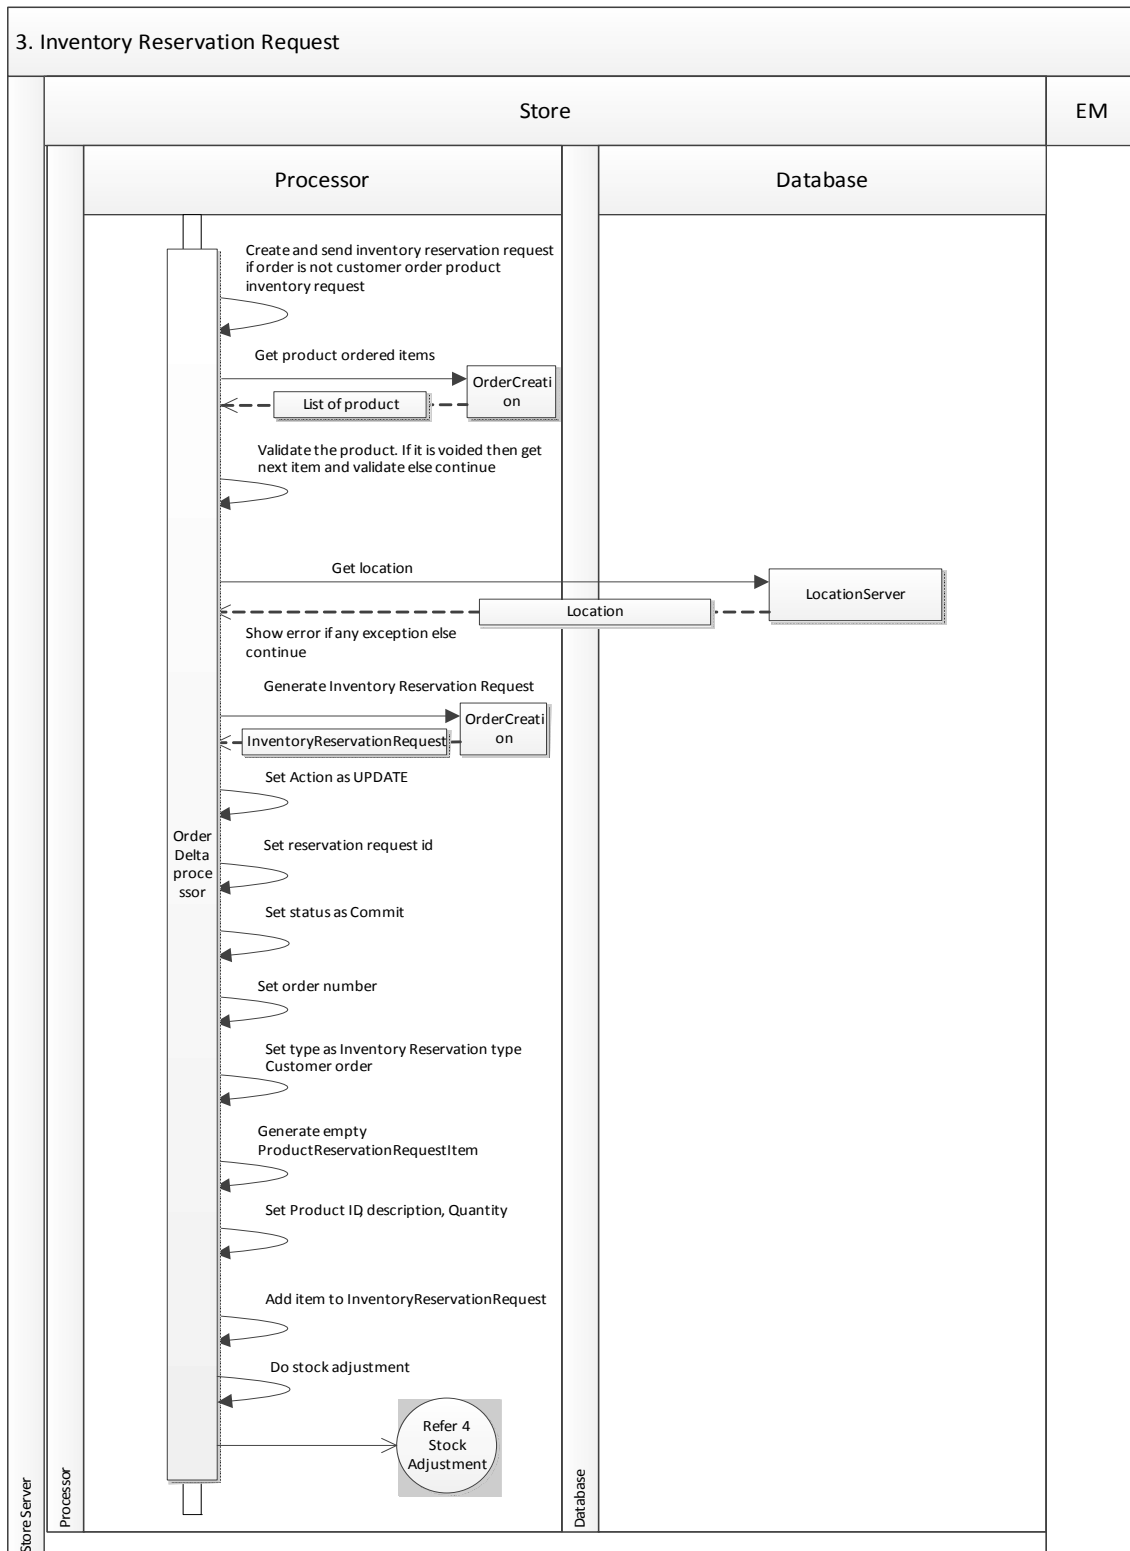 3. Inventory Reservation Request
Store
EM
Processor
Database
Create and send inventory reservation request
if order is not customer order product
inventory request
Get product ordered items
OrderCreati
on
List of product
Validate the product. If it is voided then get
next item and validate else continue
Get location
LocationServer
Location
Show error if any exception else
continue
Generate Inventory Reservation Request
OrderCreati
on
InventoryReservationRequest
Set Action as UPDATE
Order
Delta
proce
ssor
Set reservation request id
Set status as Commit
Set order number
Set type as Inventory Reservation type
Customer order
Generate empty
ProductReservationRequestItem
Set Product ID, description, Quantity
Add item to InventoryReservationRequest
Do stock adjustment
Refer 4
Stock
Adjustment
Store Server
Processor
Database